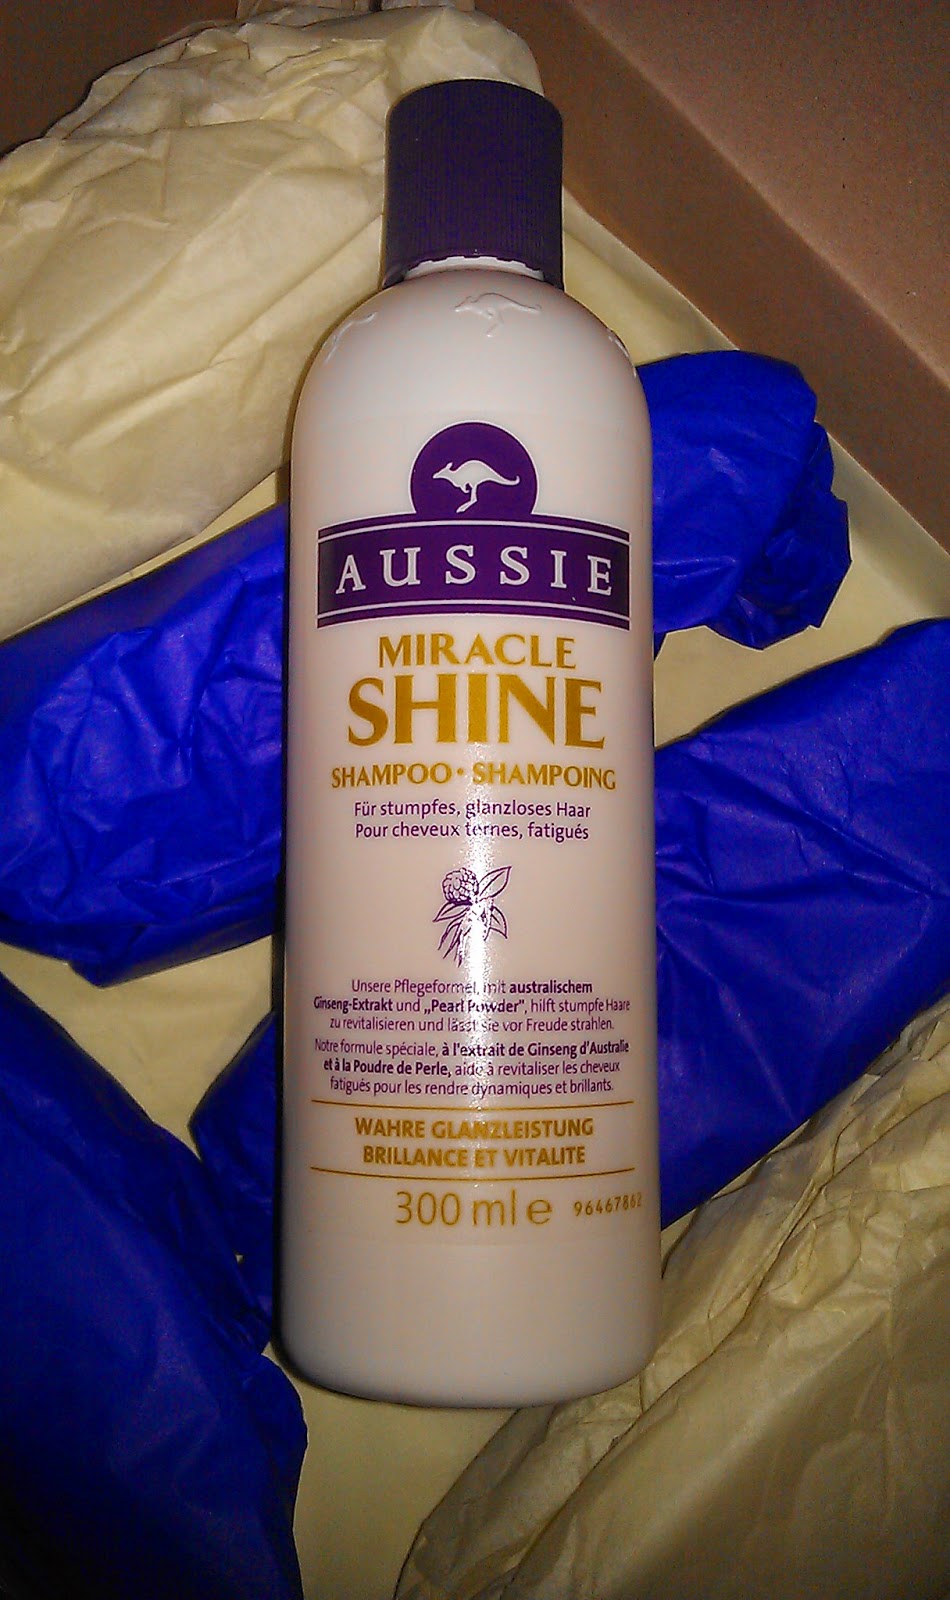 AUSSIE
MIRACLE
SHINE
SHAMPOO • SHAMPOING
Für stumpfes, glanzloses Haar
Pour cheveux ternes, fatigués
Unsere Pflegeformel, mit australischem
Ginseng-Extrakt und „Pearl Powder", hilft stumpfe Haare
zu revitalisieren und lässt sie vor Freude strahlen.
Notre formule spéciale, à l'extrait de Ginseng d'Australie
et à la Poudre de Perle, aide à revitaliser les cheveux
fatigués pour les rendre dynamiques et brillants.
WAHRE GLANZLEISTUNG
BRILLANCE ET VITALITE
300 ml e 96467862